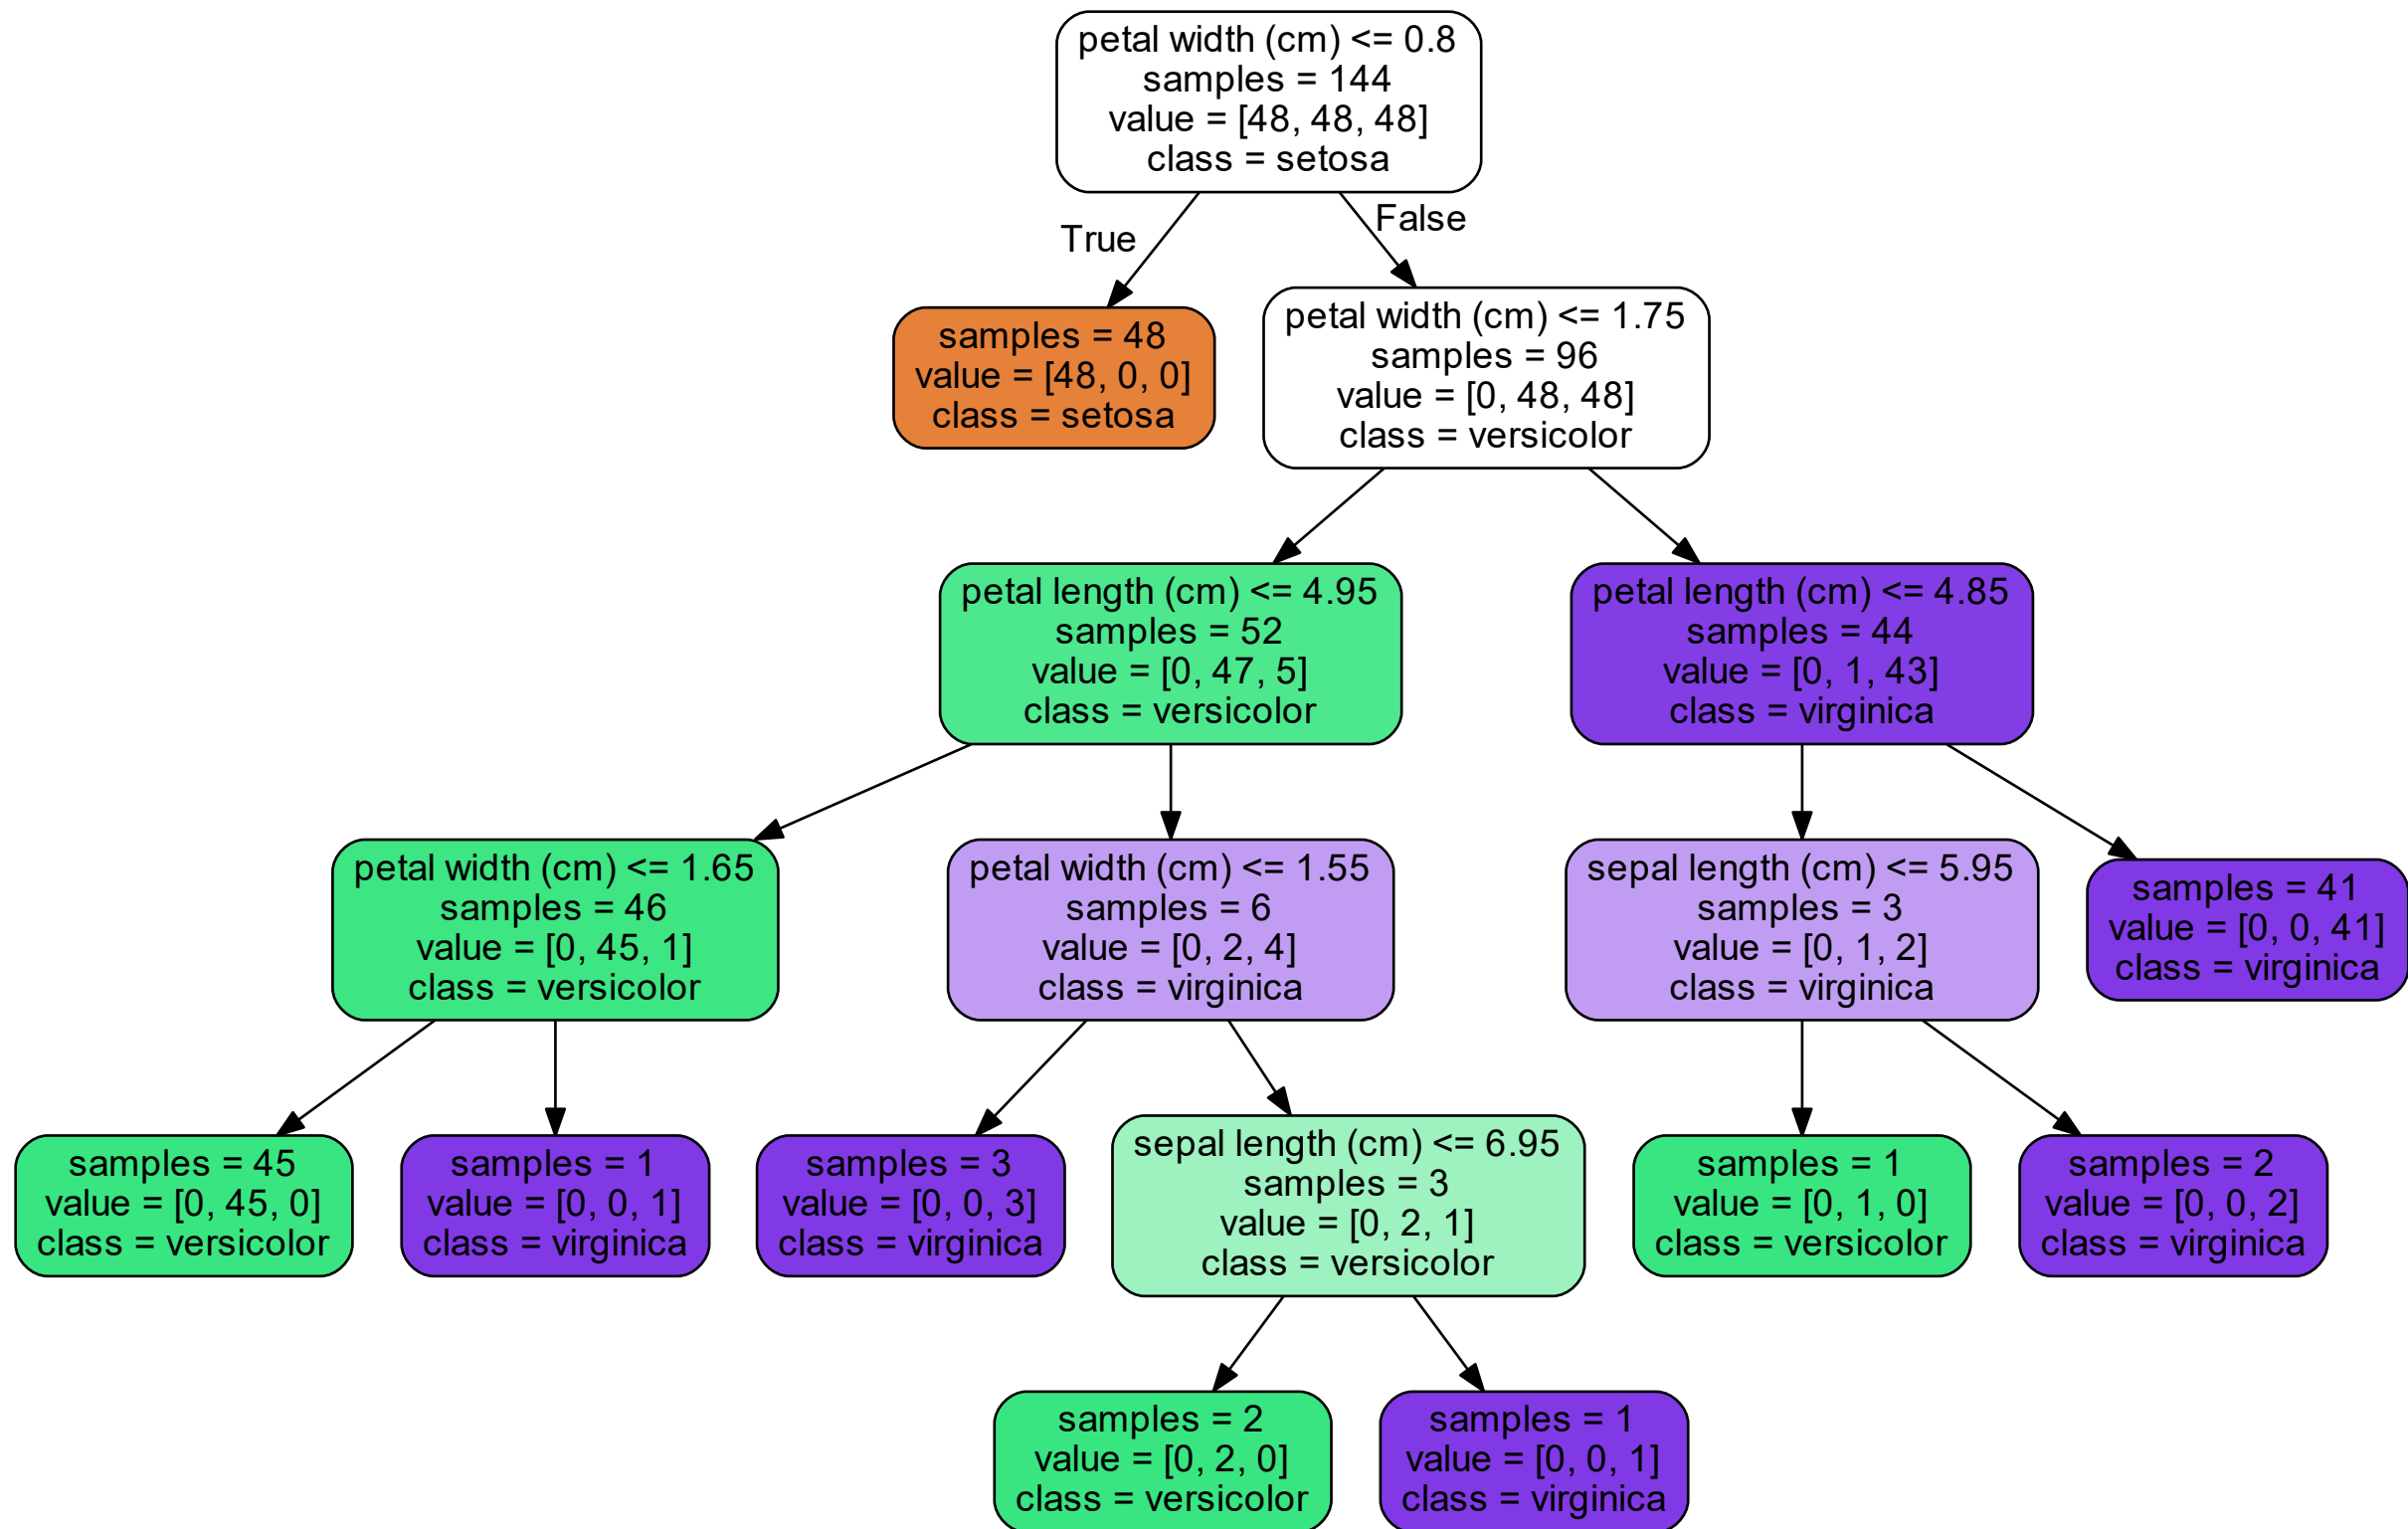 petal width (cm) <= 0.8
samples = 144
value = [48, 48, 48]
class = setosa
True
False
samples = 48
value = [48, 0, 0]
class = setosa
petal width (cm) <= 1.75
samples = 96
value = [0, 48, 48]
class = versicolor
petal length (cm) <= 4.95
samples = 52
value = [0, 47, 5]
class = versicolor
petal length (cm) <= 4.85
samples = 44
value = [0, 1, 43]
class = virginica
petal width (cm) <= 1.65
samples = 46
value = [0, 45, 1]
class = versicolor
petal width (cm) <= 1.55
samples = 6
value = [0, 2, 4]
class = virginica
sepal length (cm) <= 5.95
samples = 3
value = [0, 1, 2]
class = virginica
samples = 41
value = [0, 0, 41]
class = virginica
samples = 45
value = [0, 45, 0]
class = versicolor
samples = 1
value = [0, 0, 1]
class = virginica
samples = 3
value = [0, 0, 3]
class = virginica
sepal length (cm) <= 6.95
samples = 3
value = [0, 2, 1]
class = versicolor
samples = 1
value = [0, 1, 0]
class = versicolor
samples = 2
value = [0, 0, 2]
class = virginica
samples = 2
value = [0, 2, 0]
class = versicolor
samples = 1
value = [0, 0, 1]
class = virginica